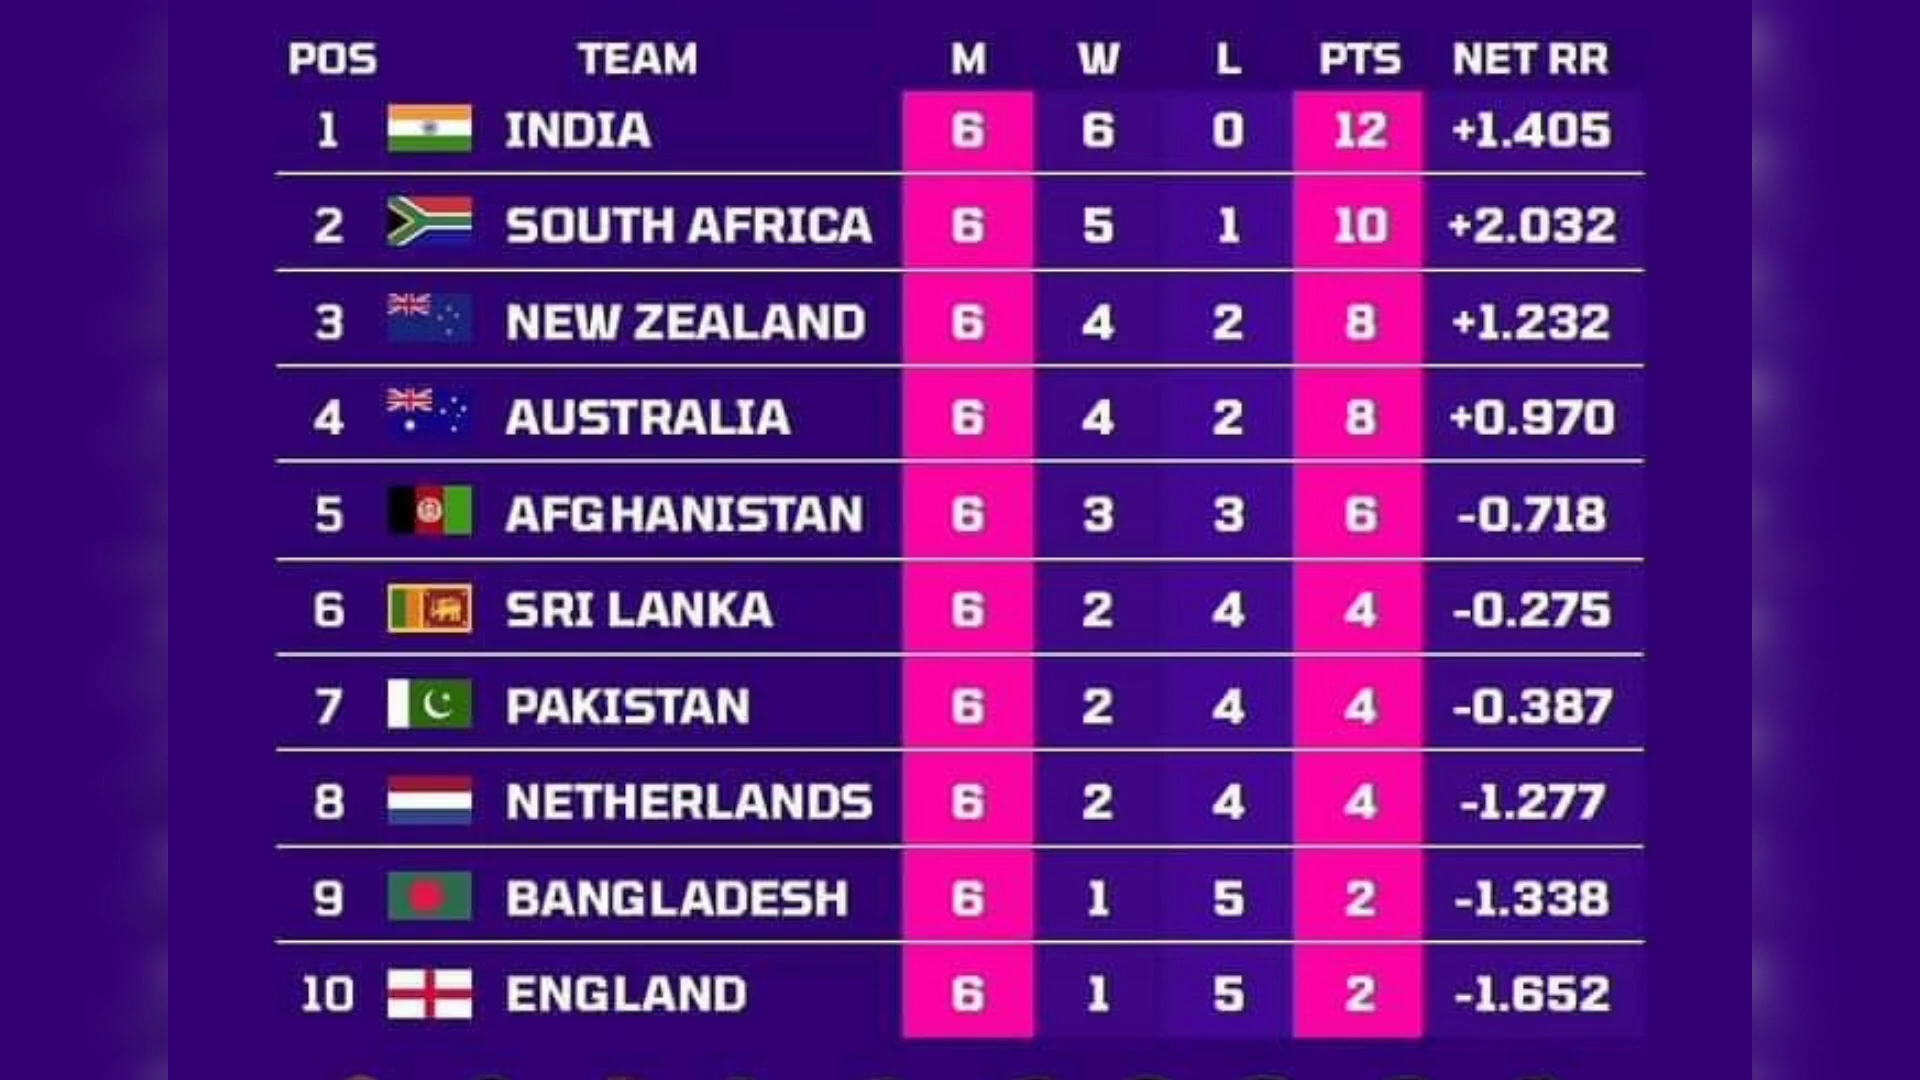 POS TEAM M W L PTS NET RR
1 INDIA 6 6 0 12 +1.405
2 SOUTH AFRICA 6 5 1 10 +2.032
3 NEW ZEALAND 6 4 2 8 +1.232
4 AUSTRALIA 6 4 2 8 +0.970
5 AFGHANISTAN 6 3 3 6 -0.718
6 SRI LANKA 6 2 4 4 -0.275
7 PAKISTAN 6 2 4 4 -0.387
8 NETHERLANDS 6 2 4 4 -1.277
9 BANGLADESH 6 1 5 2 -1.338
10 ENGLAND 6 1 5 2 -1.652